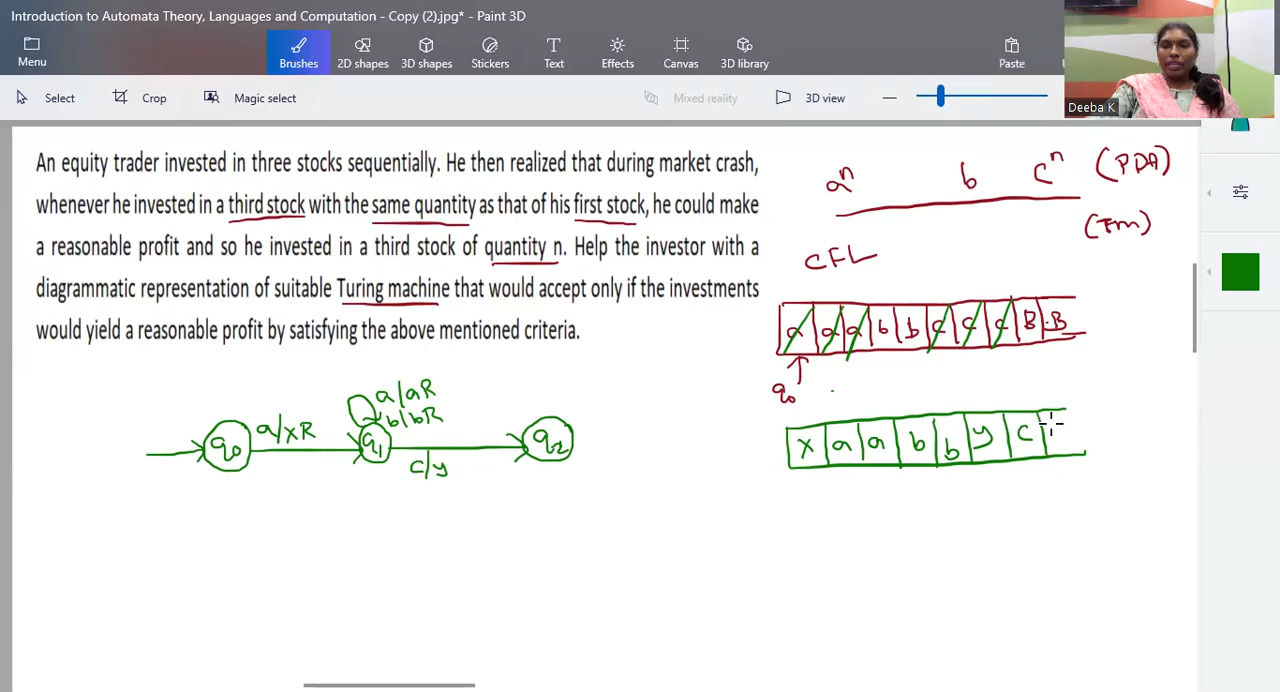 Introduction to Automata Theory, Languages and Computation - Copy (2).jpg* - Paint 3D
Menu
Brushes
2D shapes
3D shapes
Stickers
Text
Effects
Canvas
3D library
Paste
Select
Crop
Magic select
Mixed reality
3D view
Deeba K
An equity trader invested in three stocks sequentially. He then realized that during market crash,
whenever he invested in a third stock with the same quantity as that of his first stock, he could make
a reasonable profit and so he invested in a third stock of quantity n. Help the investor with a
diagrammatic representation of suitable Turing machine that would accept only if the investments
would yield a reasonable profit by satisfying the above mentioned criteria.
aⁿ b cⁿ (PDA)
(Tm)
CFL
a a a b b c c c B B
q₀
a/aR
b/bR
q₀ a/xR q₁ q₂
c/y
x a a b b y c